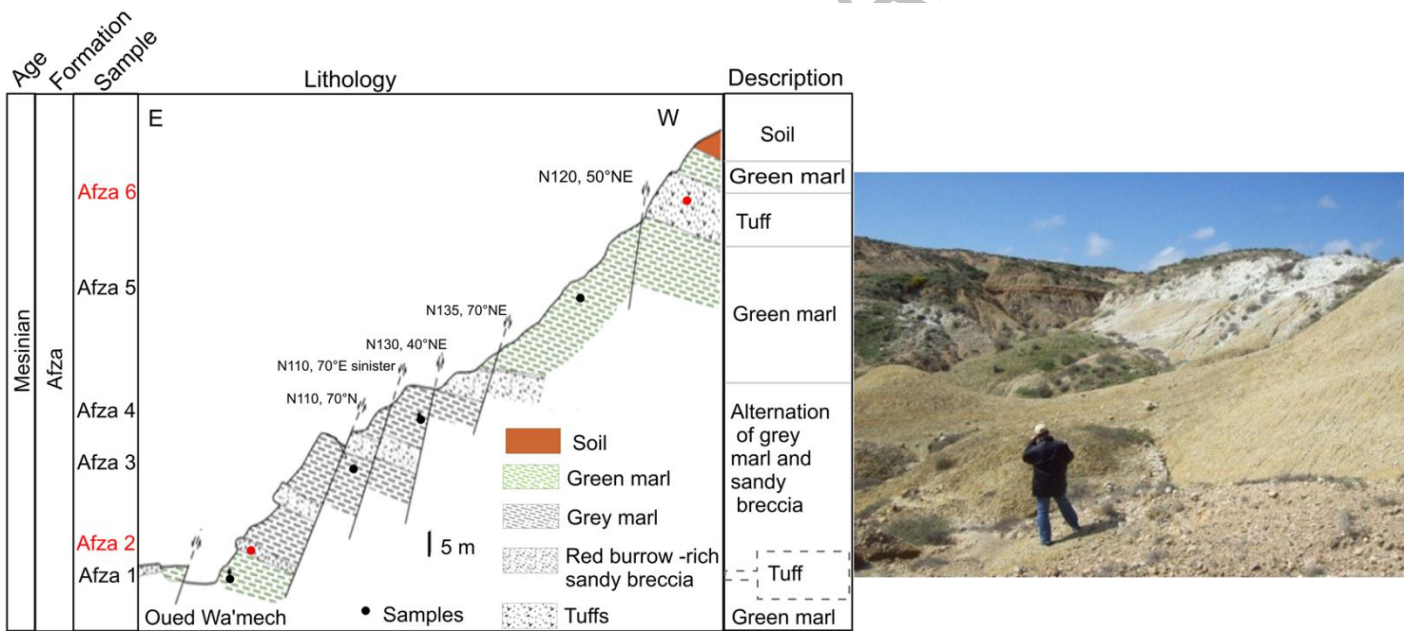 Age
Formation
Sample
Lithology
Description
E
W
Mesinian
Afza
Afza 6
Afza 5
Afza 4
Afza 3
Afza 2
Afza 1
N120, 50°NE
N135, 70°NE
N130, 40°NE
N110, 70°E sinister
N110, 70°N
5 m
Oued Wa'mech
Soil
Green marl
Grey marl
Red burrow -rich
sandy breccia
Tuffs
Samples
Soil
Green marl
Tuff
Green marl
Alternation
of grey
marl and
sandy
breccia
Tuff
Green marl